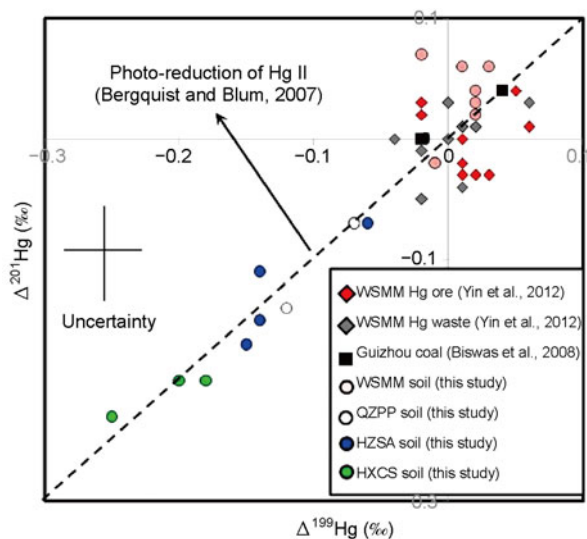 0.1
Photo-reduction of Hg II
(Bergquist and Blum, 2007)
−0.3
−0.2
−0.1
0
−0.1
Δ201Hg (‰)
Uncertainty
WSMM Hg ore (Yin et al., 2012)
WSMM Hg waste (Yin et al., 2012)
Guizhou coal (Biswas et al., 2008)
WSMM soil (this study)
QZPP soil (this study)
HZSA soil (this study)
HXCS soil (this study)
Δ199Hg (‰)